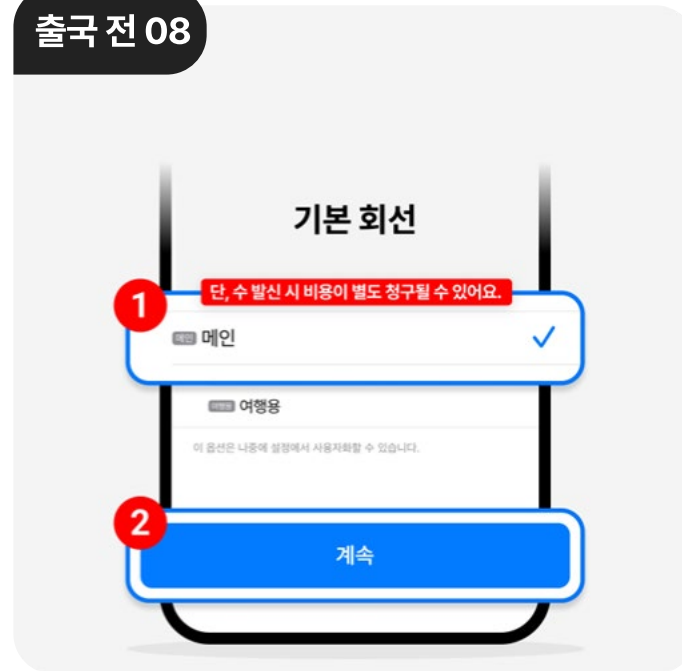 출국 전 08
기본 회선
1
단, 수 발신 시 비용이 별도 청구될 수 있어요.
메인 메인
✓
여행용 여행용
이 옵션은 나중에 설정에서 사용자화할 수 있습니다.
2
계속